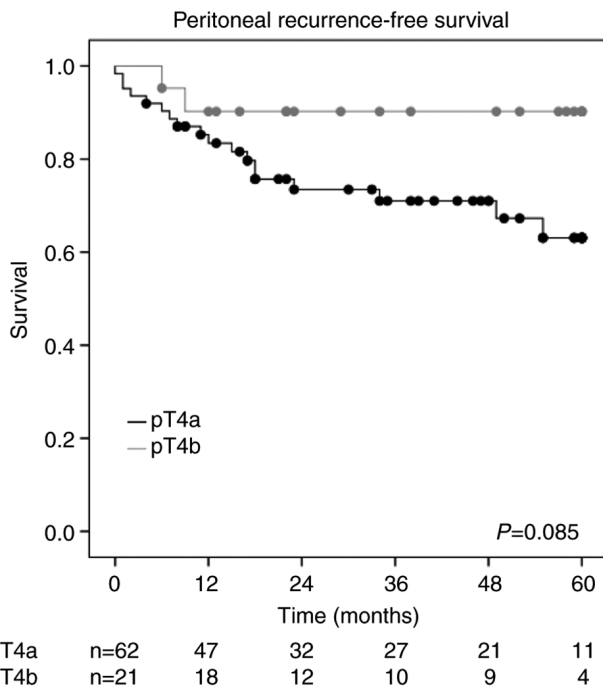 Peritoneal recurrence-free survival
1.0
0.8
0.6
0.4
0.2
0.0
Survival
pT4a
pT4b
P=0.085
0 12 24 36 48 60
Time (months)
T4a n=62 47 32 27 21 11
T4b n=21 18 12 10 9 4